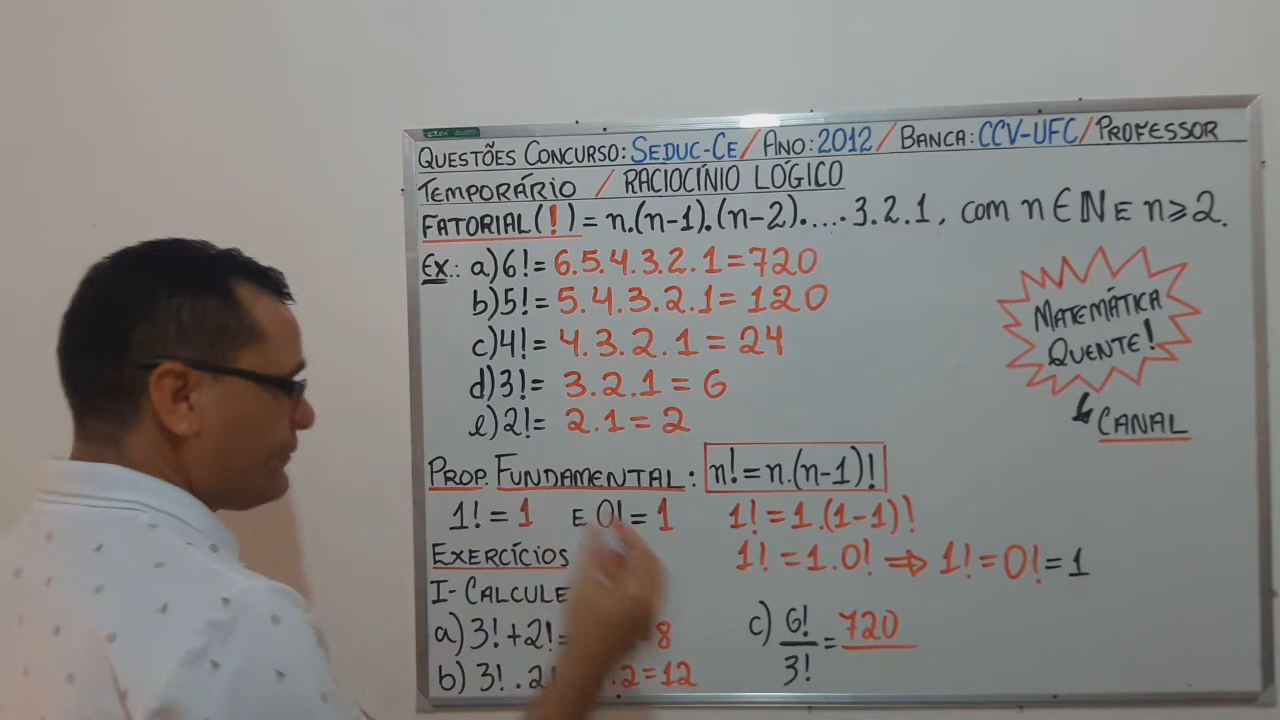 QUESTÕES CONCURSO: SEDUC-CE / ANO: 2012 / BANCA: CCV-UFC / PROFESSOR
TEMPORÁRIO / RACIOCÍNIO LÓGICO
FATORIAL (!) = n.(n-1).(n-2). ... .3.2.1, COM n ∈ ℕ E n ⩾ 2.
EX.: a) 6! = 6.5.4.3.2.1 = 720
b) 5! = 5.4.3.2.1 = 120
c) 4! = 4.3.2.1 = 24
d) 3! = 3.2.1 = 6
e) 2! = 2.1 = 2
MATEMÁTICA
QUENTE!
CANAL
PROP. FUNDAMENTAL: n! = n.(n-1)!
1! = 1 E 0! = 1 1! = 1.(1-1)!
1! = 1.0! ⇒ 1! = 0! = 1
EXERCÍCIOS
I- CALCULE
a) 3! + 2! = 8
b) 3! . 2! .2 = 12
c) 6!/3! = 720